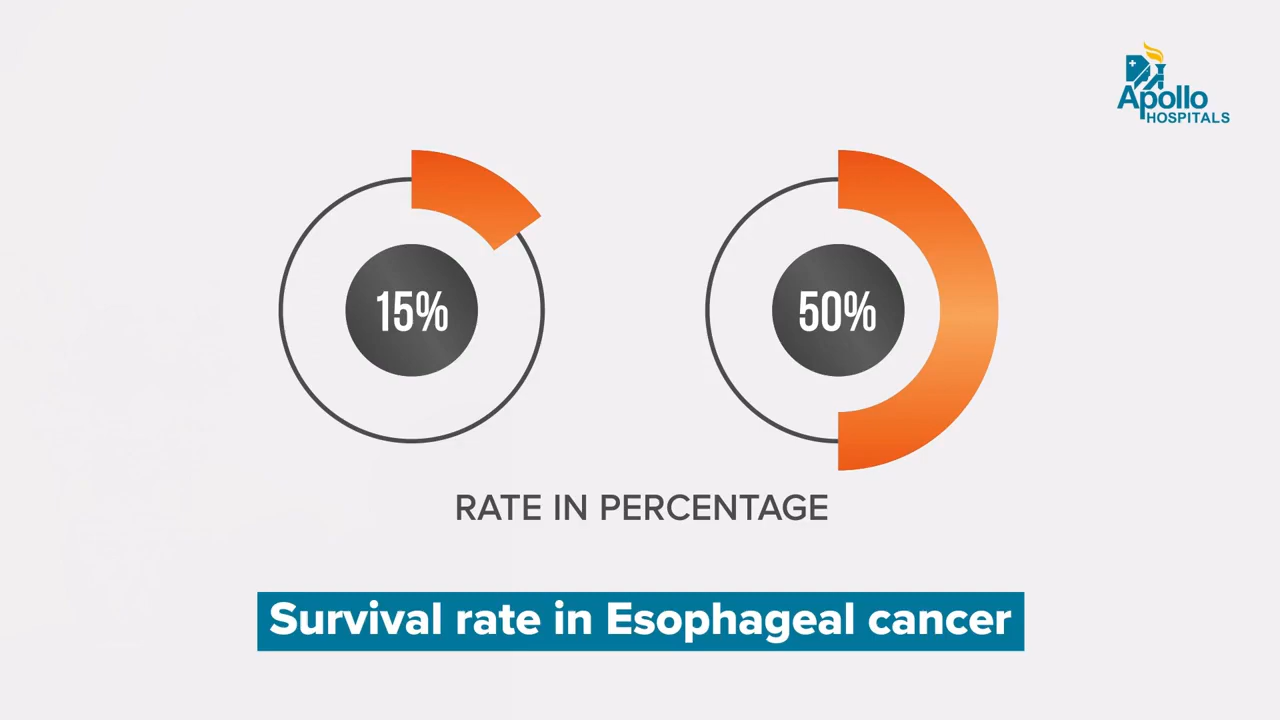 Apollo
HOSPITALS
15%
50%
RATE IN PERCENTAGE
Survival rate in Esophageal cancer